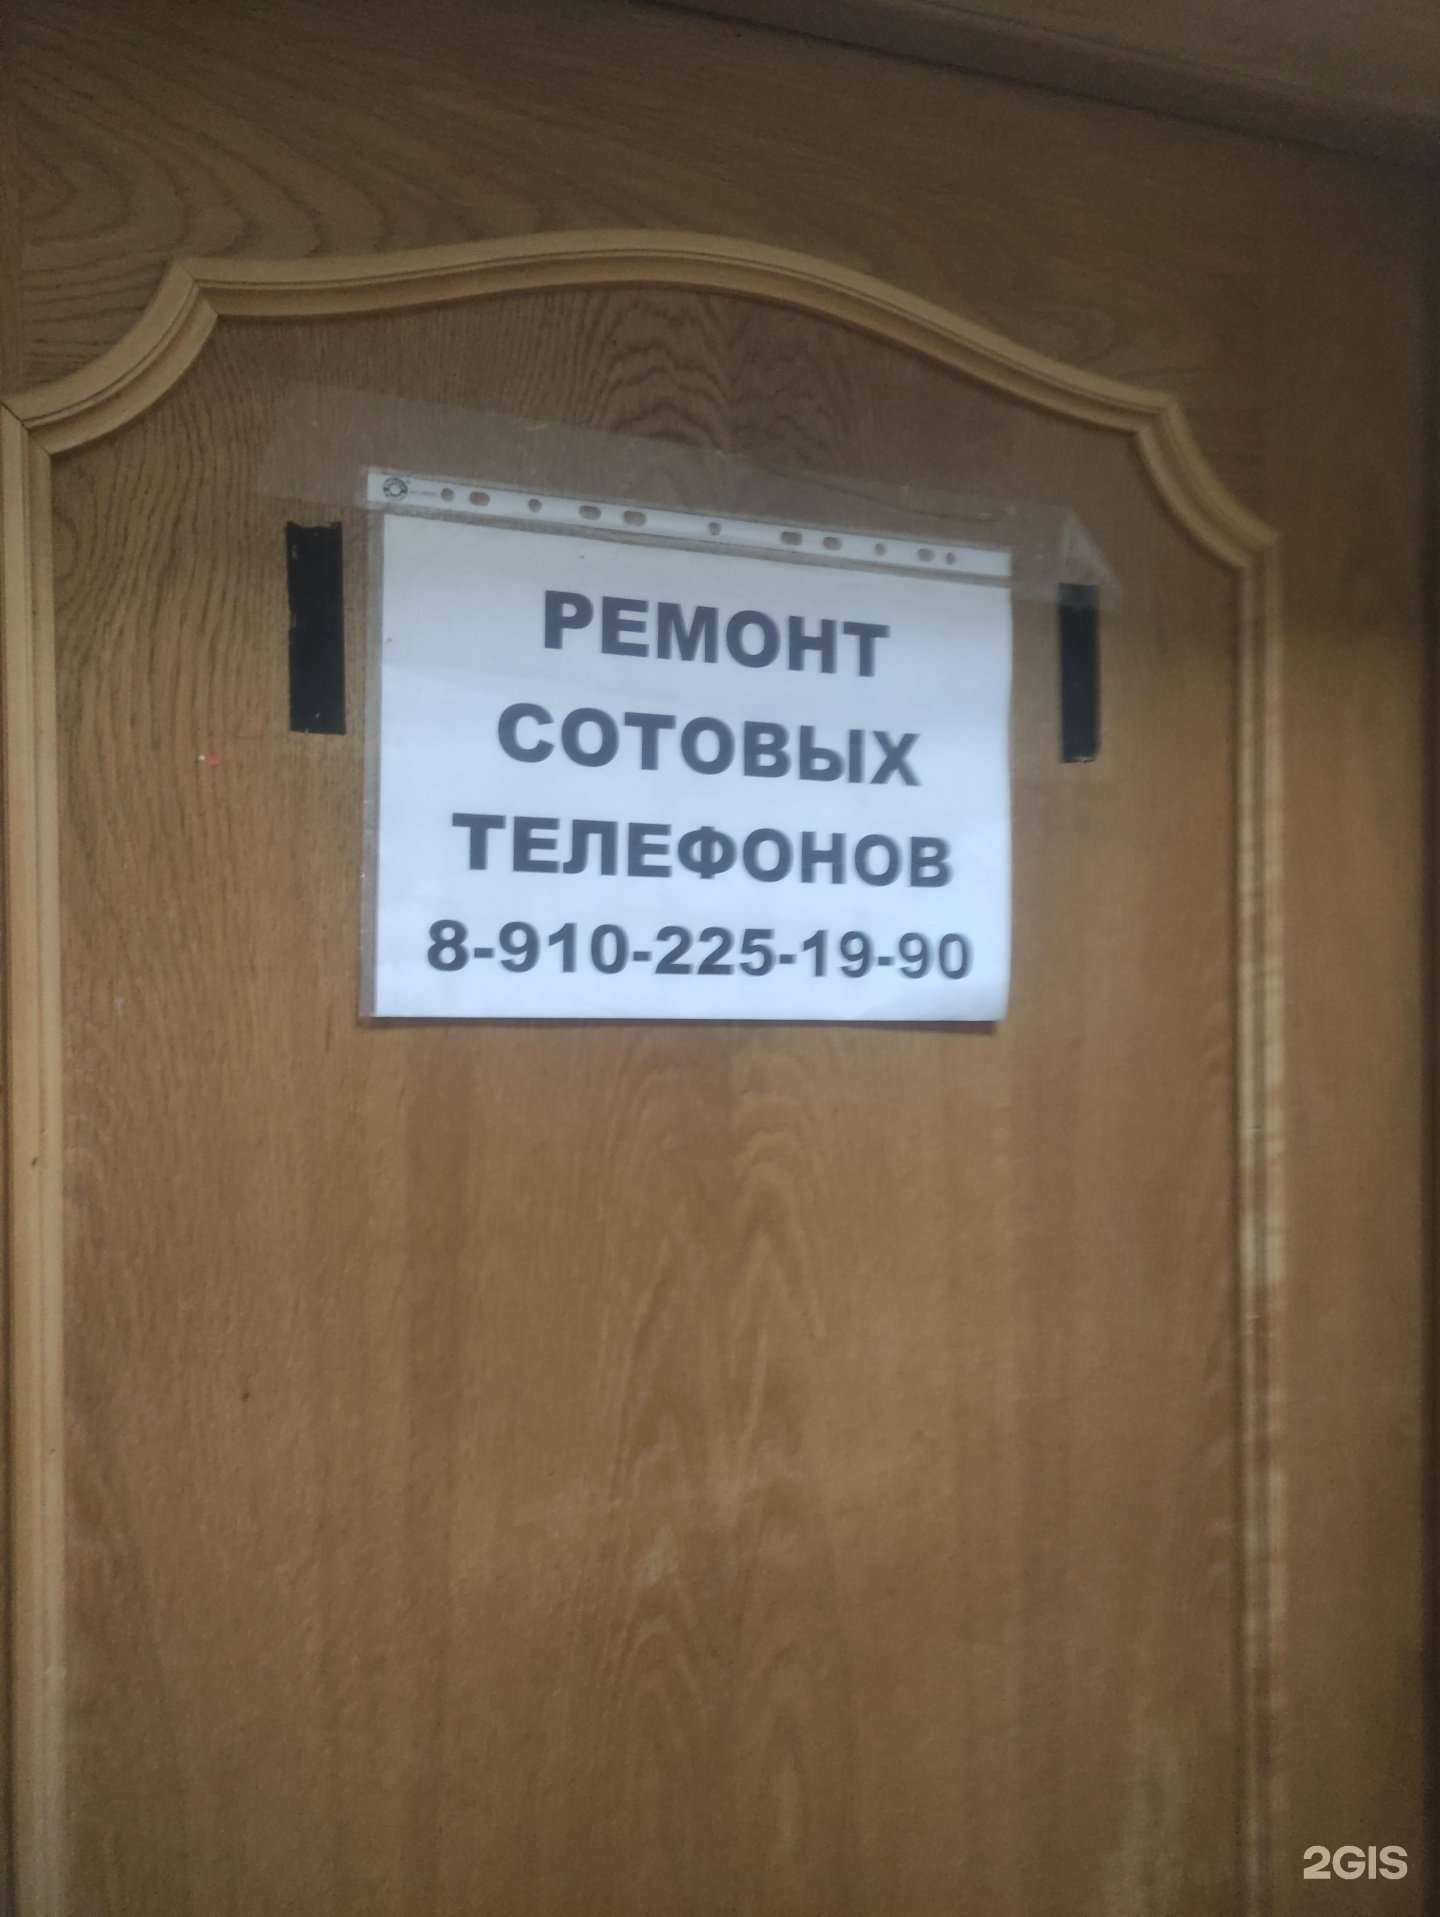 РЕМОНТ
СОТОВЫХ
ТЕЛЕФОНОВ
8-910-225-19-90
2GIS